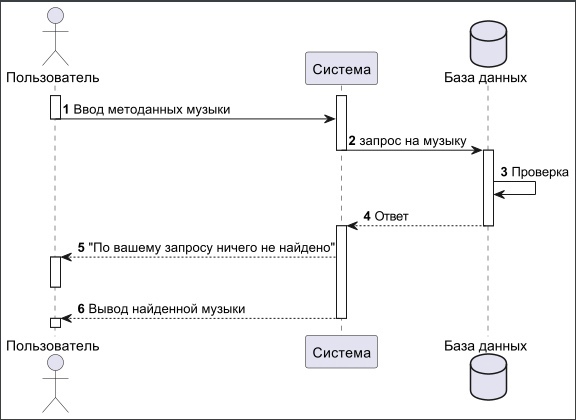 Пользователь
Система
База данных
1 Ввод методанных музыки
2 запрос на музыку
3 Проверка
4 Ответ
5 "По вашему запросу ничего не найдено"
6 Вывод найденной музыки
Пользователь
Система
База данных